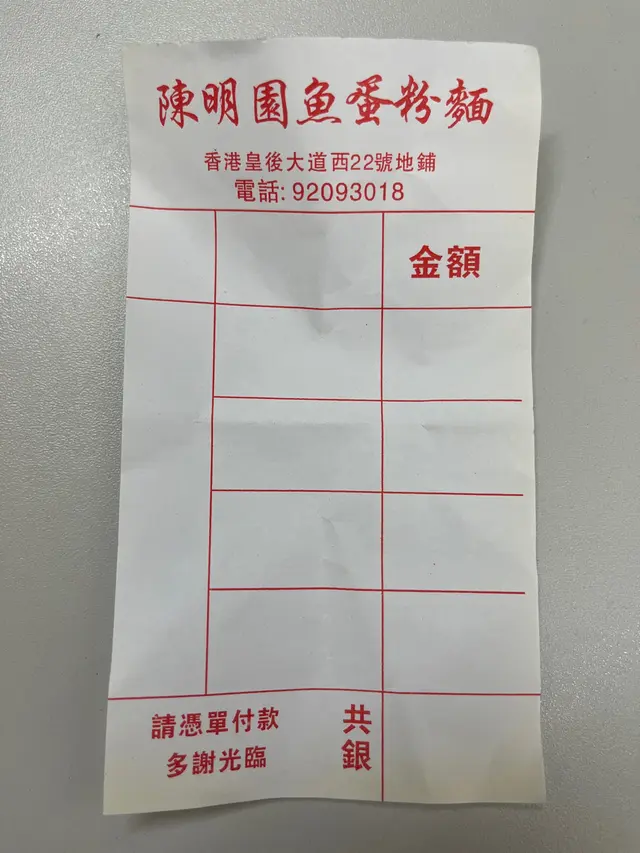 陳明園魚蛋粉麵
香港皇後大道西22號地鋪
電話: 92093018
金額
請憑單付款
多謝光臨
共銀